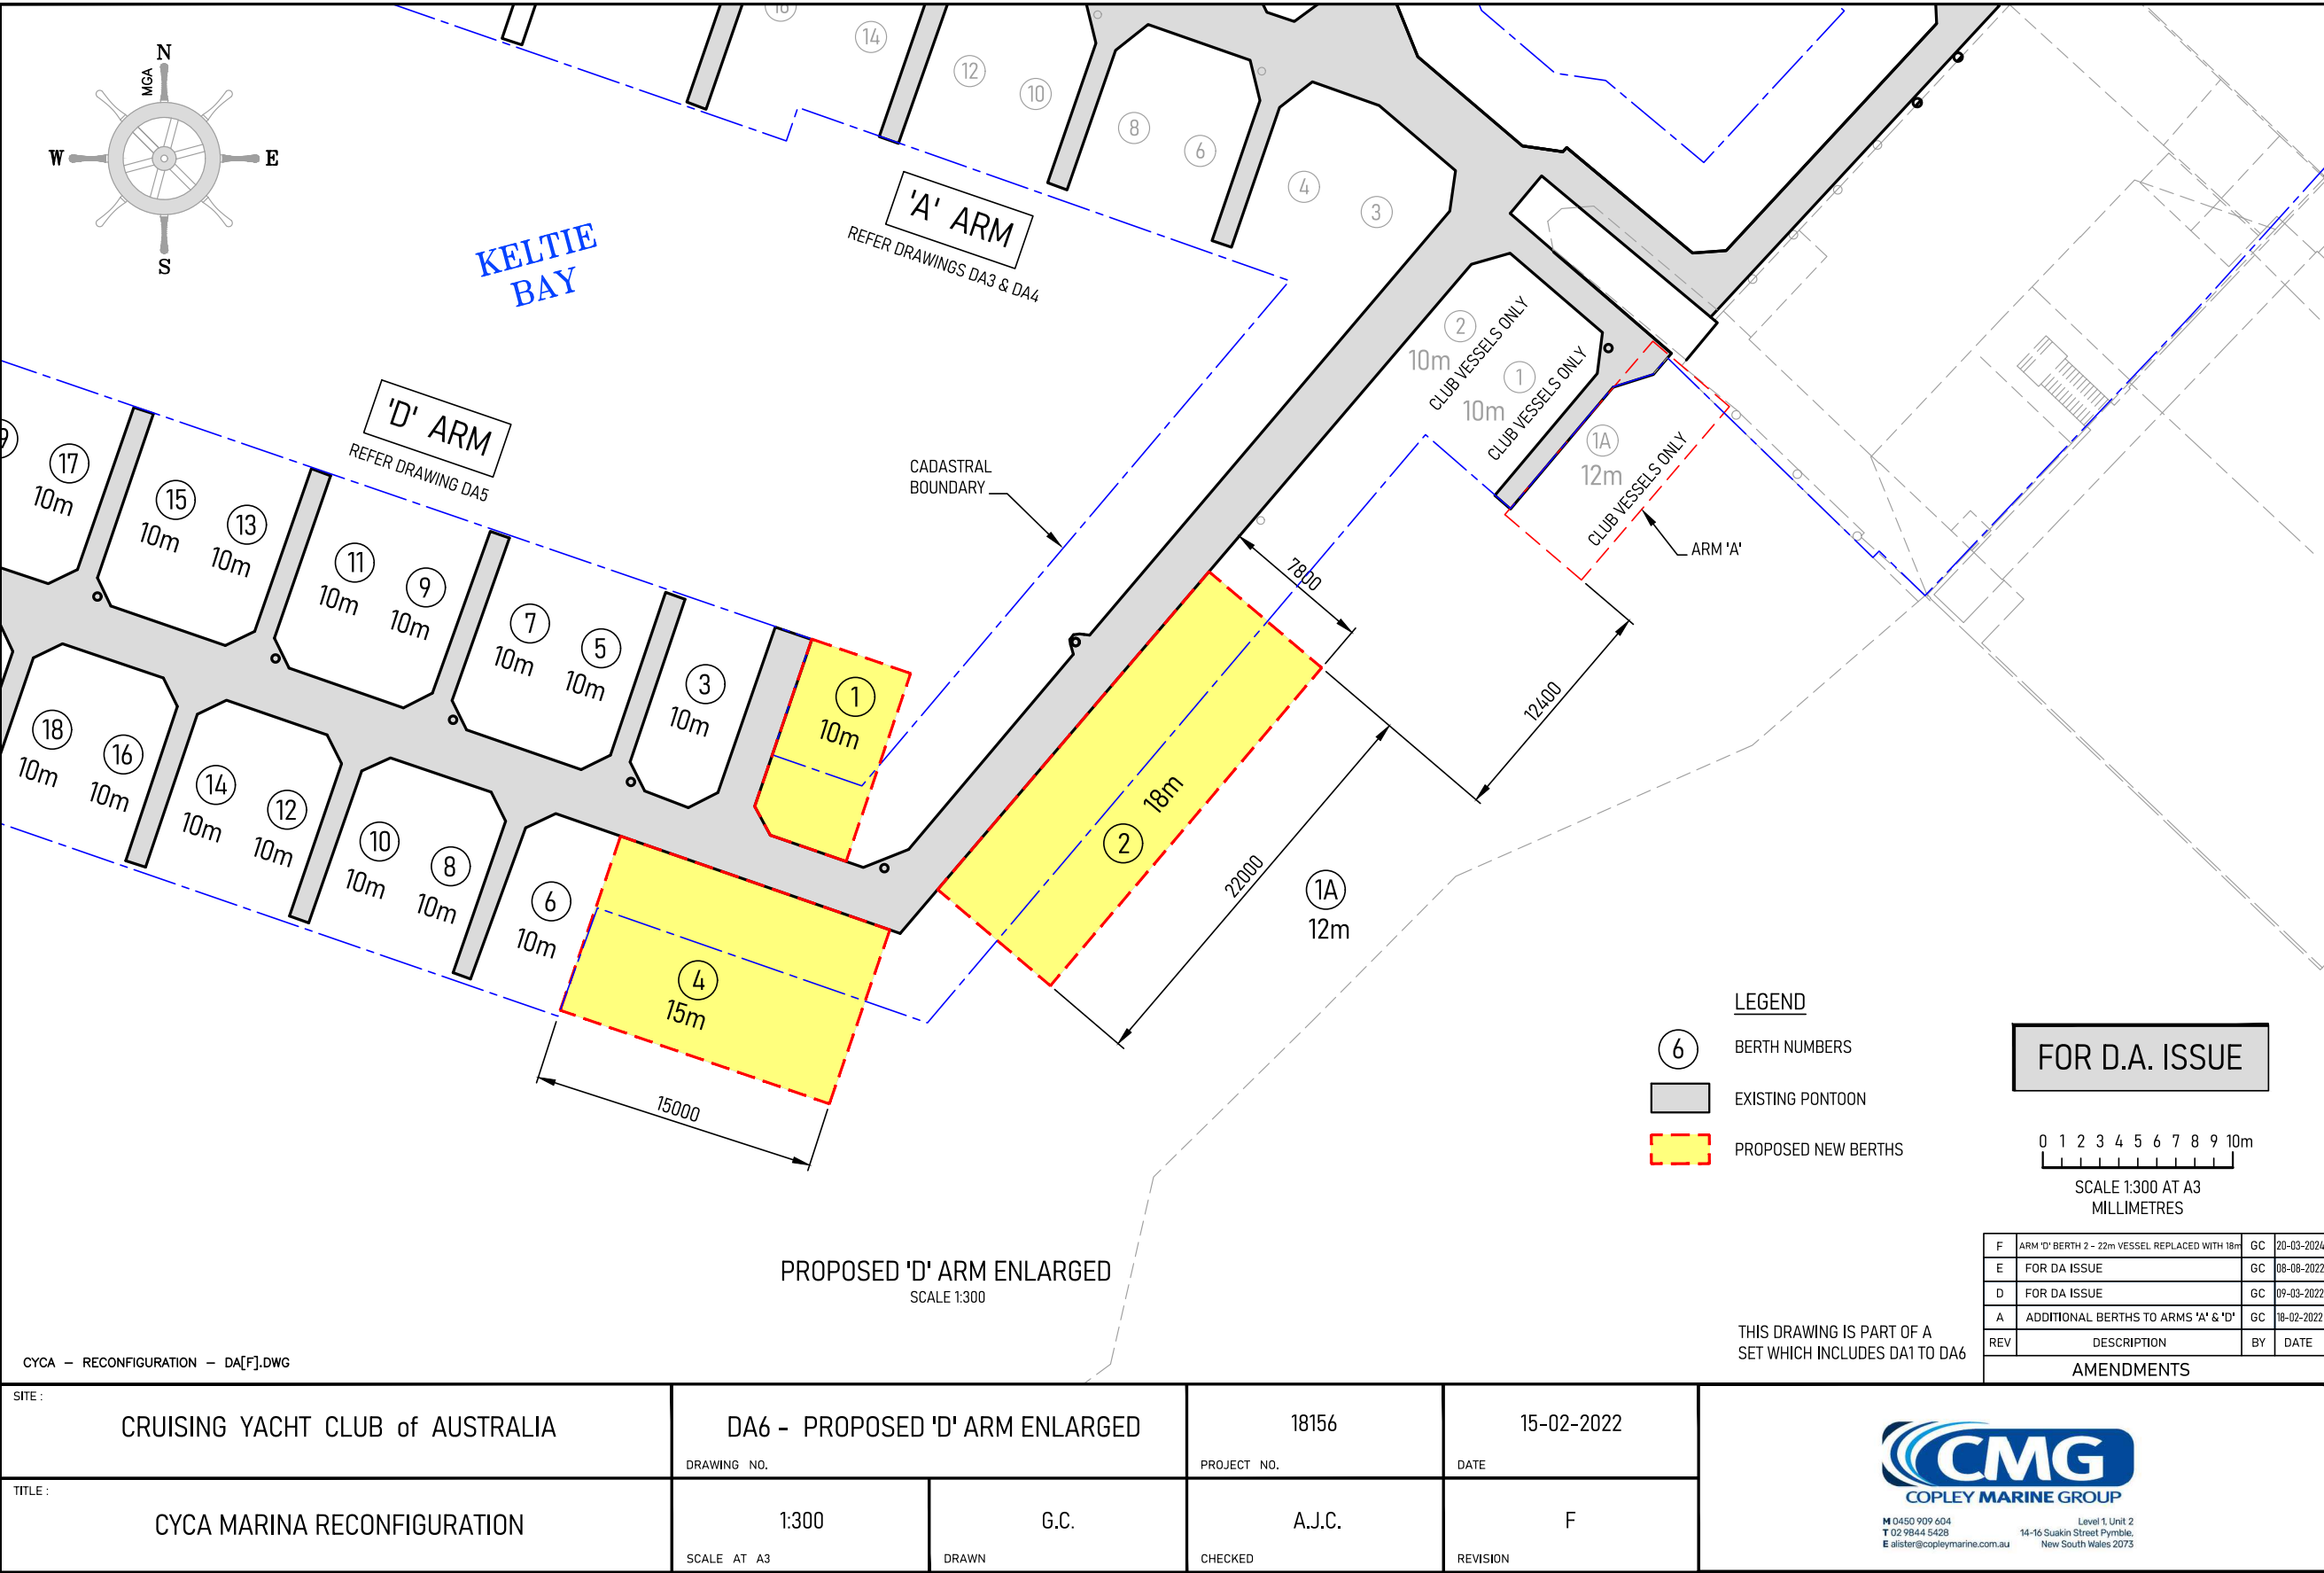 N
MGA
W
E
S
KELTIE
BAY
'A' ARM
REFER DRAWINGS DA3 & DA4
14
12
10
8
6
4
3
2
10m
CLUB VESSELS ONLY
1
10m
CLUB VESSELS ONLY
1A
12m
CLUB VESSELS ONLY
ARM 'A'
'D' ARM
REFER DRAWING DA5
CADASTRAL
BOUNDARY
17
10m
15
10m
13
10m
11
10m
9
10m
7
10m
5
10m
3
10m
1
10m
18
10m
16
10m
14
10m
12
10m
10
10m
8
10m
6
10m
4
15m
2
18m
1A
12m
7800
12400
22000
15000
LEGEND
6
BERTH NUMBERS
EXISTING PONTOON
PROPOSED NEW BERTHS
FOR D.A. ISSUE
0 1 2 3 4 5 6 7 8 9 10m
SCALE 1:300 AT A3
MILLIMETRES
PROPOSED 'D' ARM ENLARGED
SCALE 1:300
THIS DRAWING IS PART OF A
SET WHICH INCLUDES DA1 TO DA6
F ARM 'D' BERTH 2 - 22m VESSEL REPLACED WITH 18m GC 20-03-2024
E FOR DA ISSUE GC 08-08-2022
D FOR DA ISSUE GC 09-03-2022
A ADDITIONAL BERTHS TO ARMS 'A' & 'D' GC 18-02-2022
REV DESCRIPTION BY DATE
AMENDMENTS
CYCA - RECONFIGURATION - DA[F].DWG
SITE :
CRUISING YACHT CLUB of AUSTRALIA
DA6 - PROPOSED 'D' ARM ENLARGED
DRAWING NO.
18156
PROJECT NO.
15-02-2022
DATE
TITLE :
CYCA MARINA RECONFIGURATION
1:300
SCALE AT A3
G.C.
DRAWN
A.J.C.
CHECKED
F
REVISION
CMG
COPLEY MARINE GROUP
M 0450 909 604
T 02 9844 5428
E alister@copleymarine.com.au
Level 1, Unit 2
14-16 Suakin Street Pymble,
New South Wales 2073